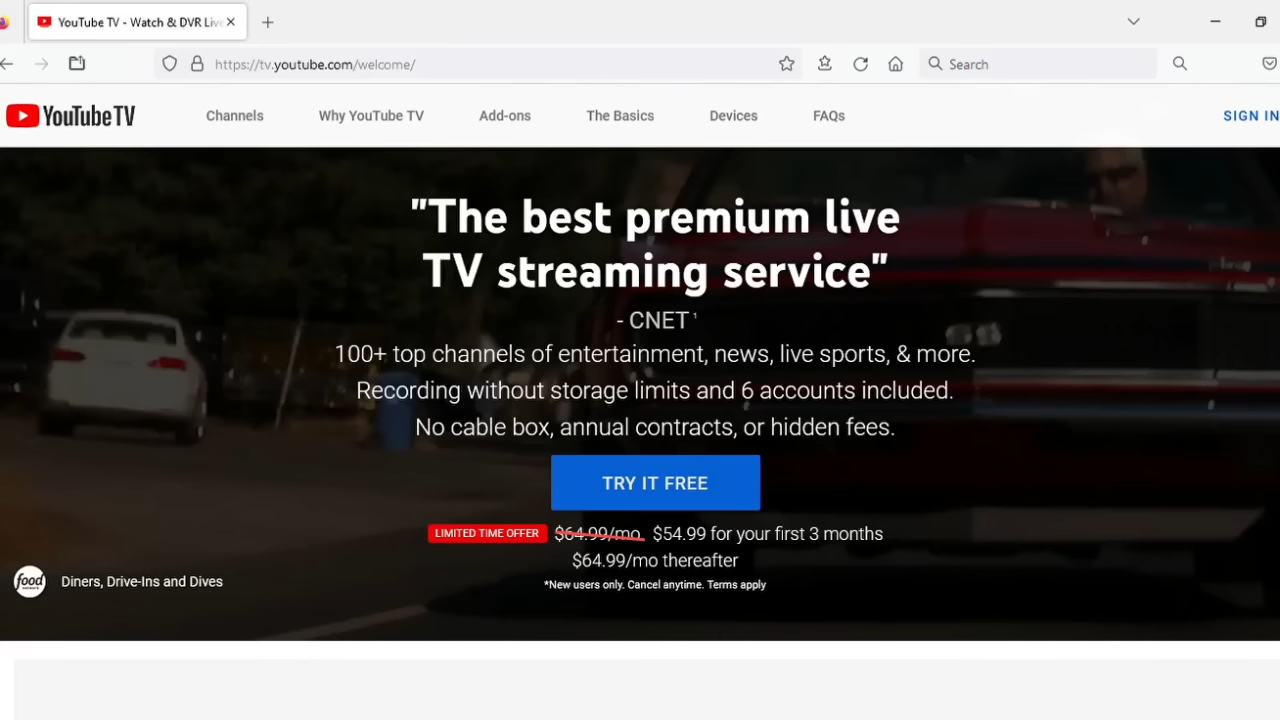 YouTube TV - Watch & DVR Live
https://tv.youtube.com/welcome/
Search
YouTubeTV
Channels
Why YouTube TV
Add-ons
The Basics
Devices
FAQs
SIGN IN
"The best premium live
TV streaming service"
- CNET ¹
100+ top channels of entertainment, news, live sports, & more.
Recording without storage limits and 6 accounts included.
No cable box, annual contracts, or hidden fees.
TRY IT FREE
LIMITED TIME OFFER $64.99/mo. $54.99 for your first 3 months
$64.99/mo thereafter
*New users only. Cancel anytime. Terms apply
food
Diners, Drive-Ins and Dives